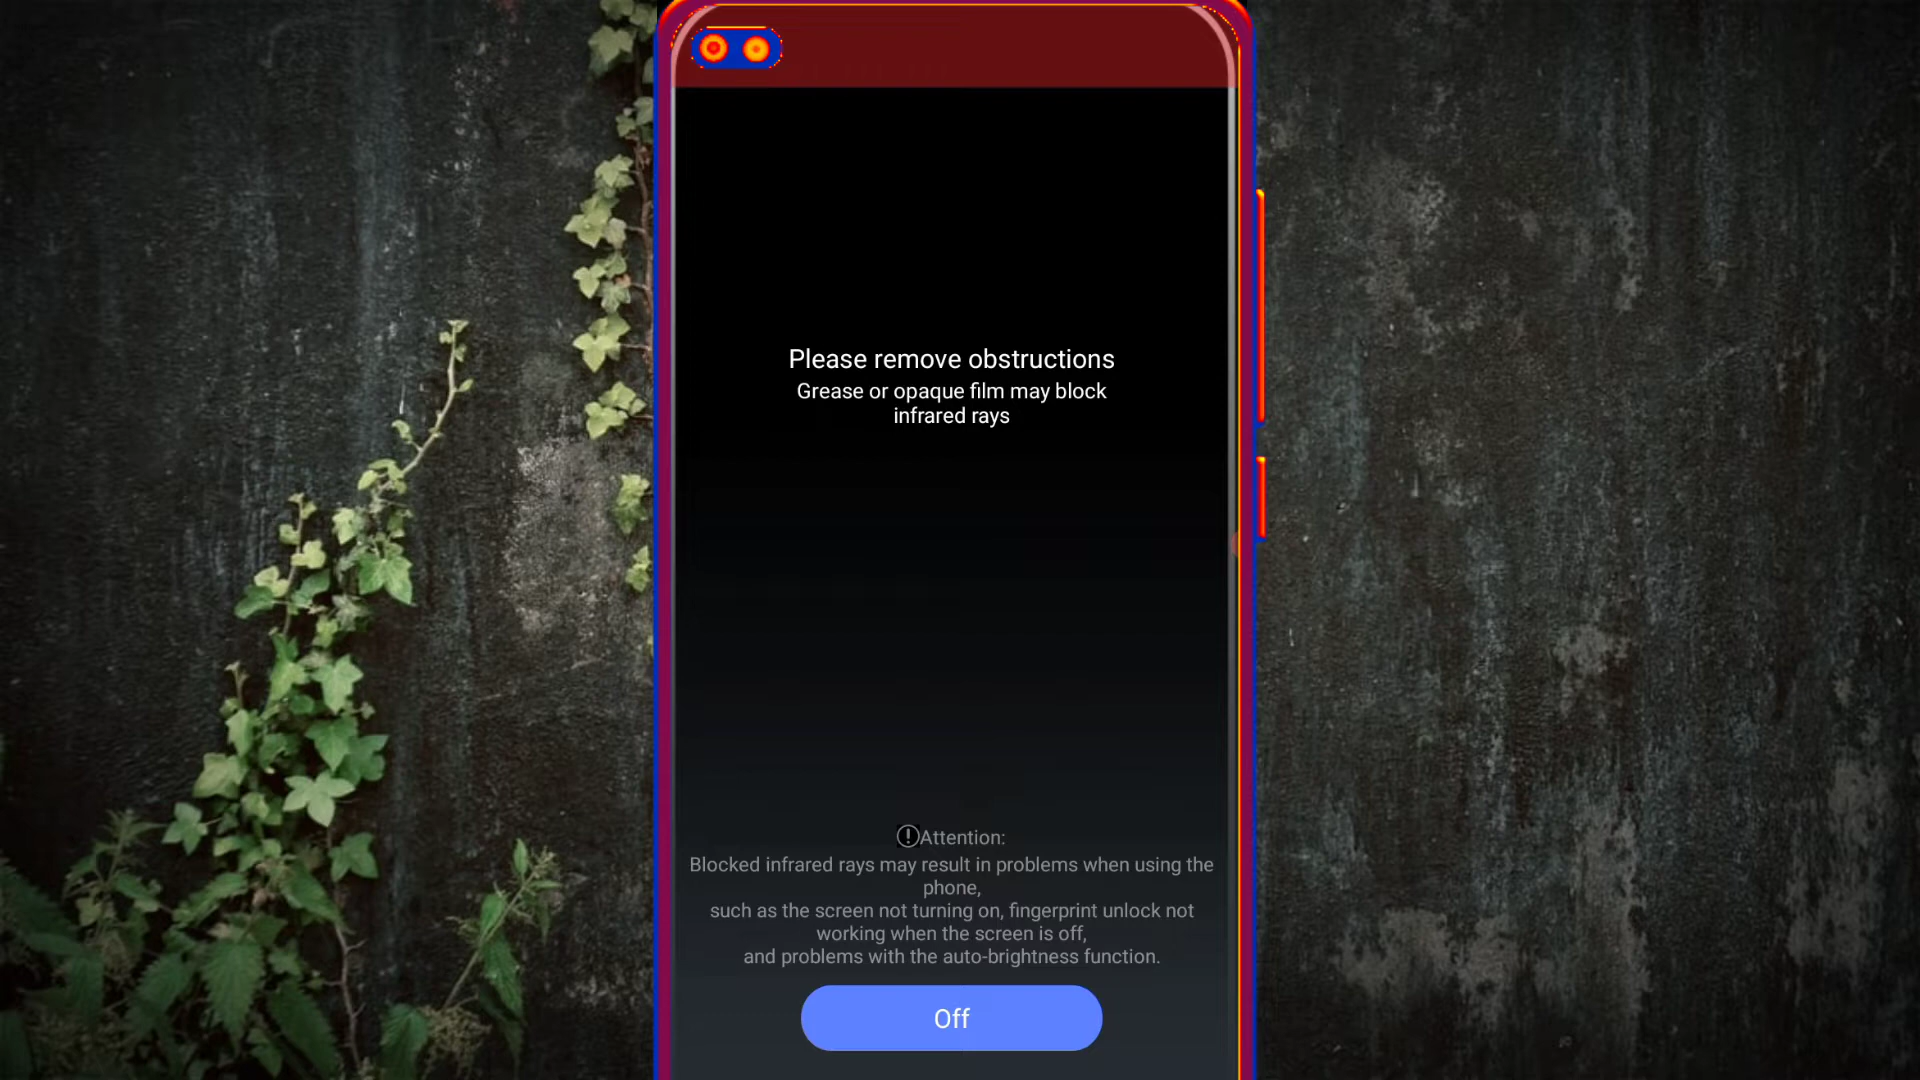 Please remove obstructions
Grease or opaque film may block
infrared rays
Attention:
Blocked infrared rays may result in problems when using the
phone,
such as the screen not turning on, fingerprint unlock not
working when the screen is off,
and problems with the auto-brightness function.
Off